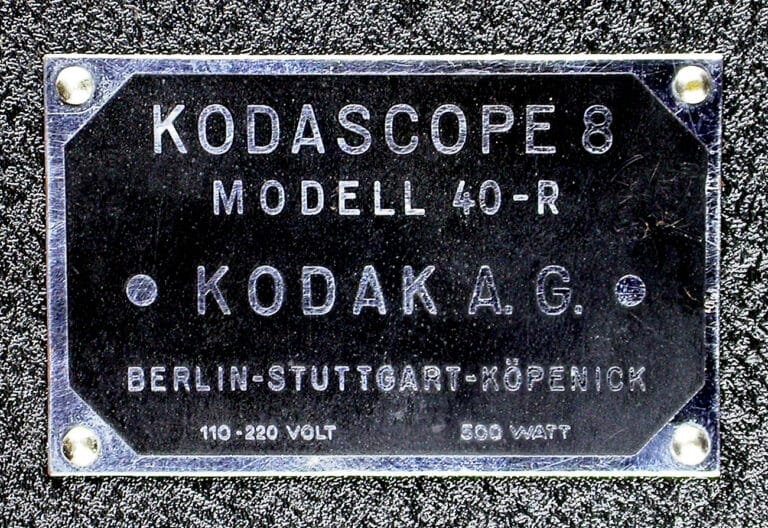 KODASCOPE 8
MODELL 40-R
• KODAK A. G. •
BERLIN-STUTTGART-KÖPENICK
110-220 VOLT 500 WATT